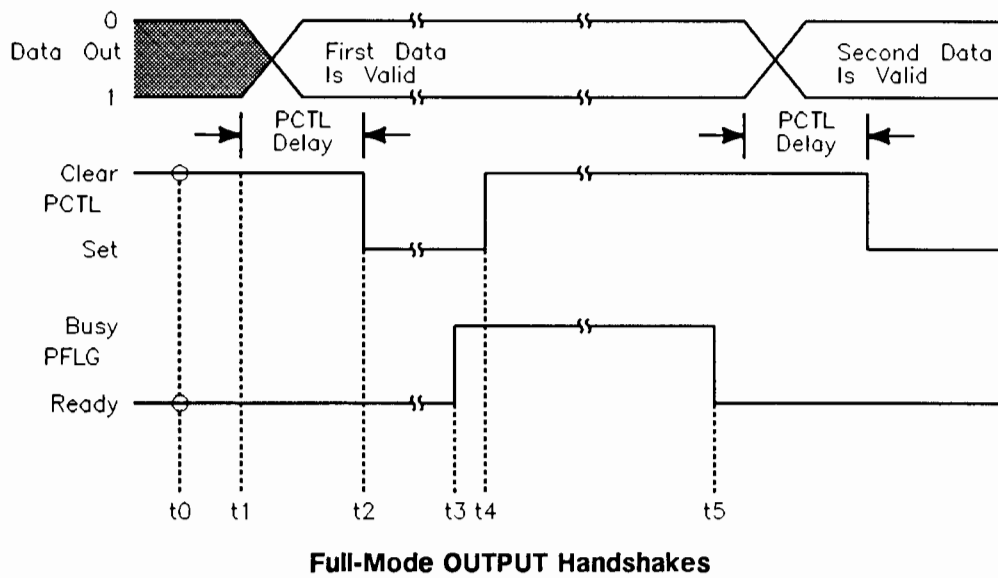 0
Data Out
1
First Data
Is Valid
Second Data
Is Valid
PCTL
Delay
PCTL
Delay
Clear
PCTL
Set
Busy
PFLG
Ready
t0
t1
t2
t3
t4
t5
Full-Mode OUTPUT Handshakes